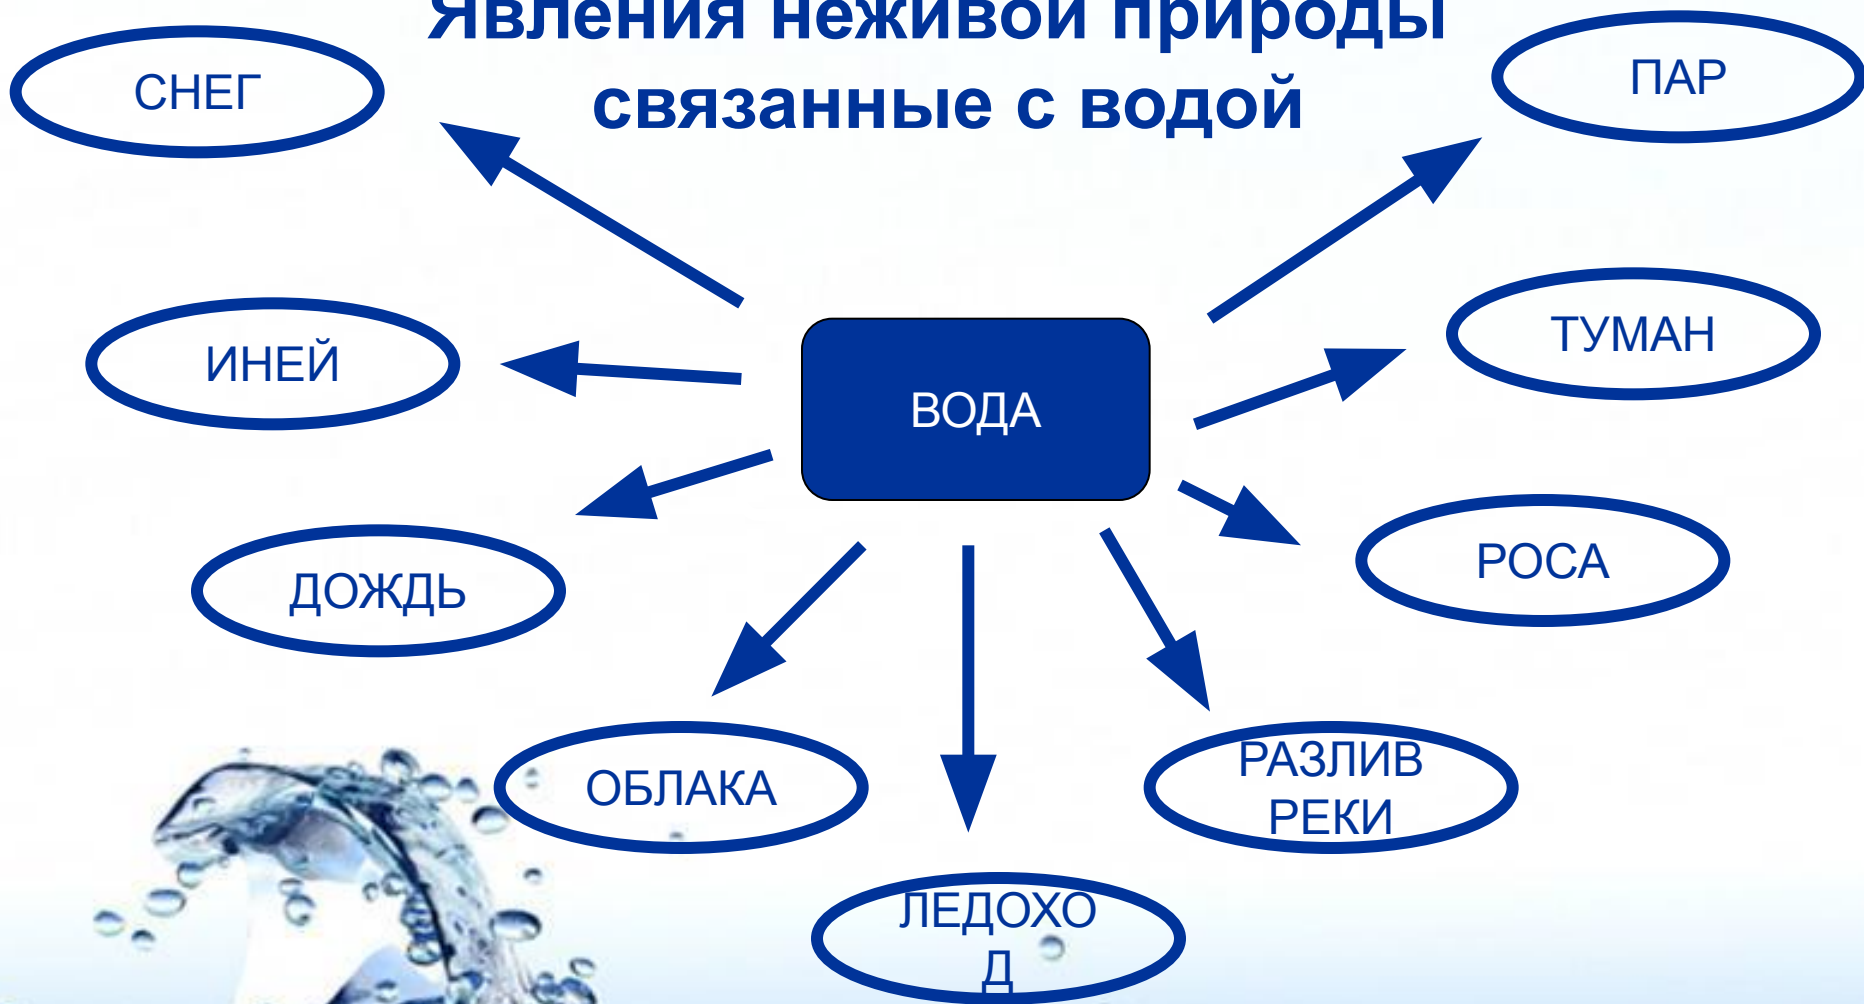 Явления неживой природы
связанные с водой
СНЕГ
ПАР
ИНЕЙ
ТУМАН
ВОДА
ДОЖДЬ
РОСА
ОБЛАКА
РАЗЛИВ
РЕКИ
ЛЕДОХО
Д